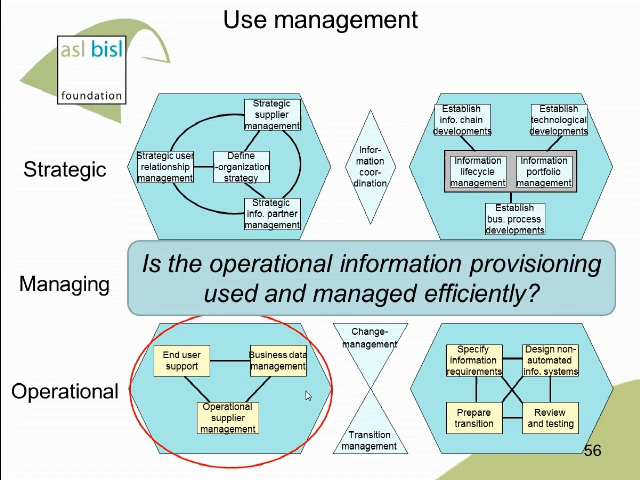 Use management
asl bisl
foundation
Strategic
Strategic
supplier
management
Strategic user
relationship
management
Define
I-organization
strategy
Strategic
info. partner
management
Infor-
mation
coor-
dination
Establish
info. chain
developments
Establish
technological
developments
Information
lifecycle
management
Information
portfolio
management
Establish
bus. process
developments
Managing
Is the operational information provisioning
used and managed efficiently?
Operational
End user
support
Business data
management
Operational
supplier
management
Change-
management
Transition
management
Specify
information
requirements
Design non-
automated
info. systems
Prepare
transition
Review
and testing
56